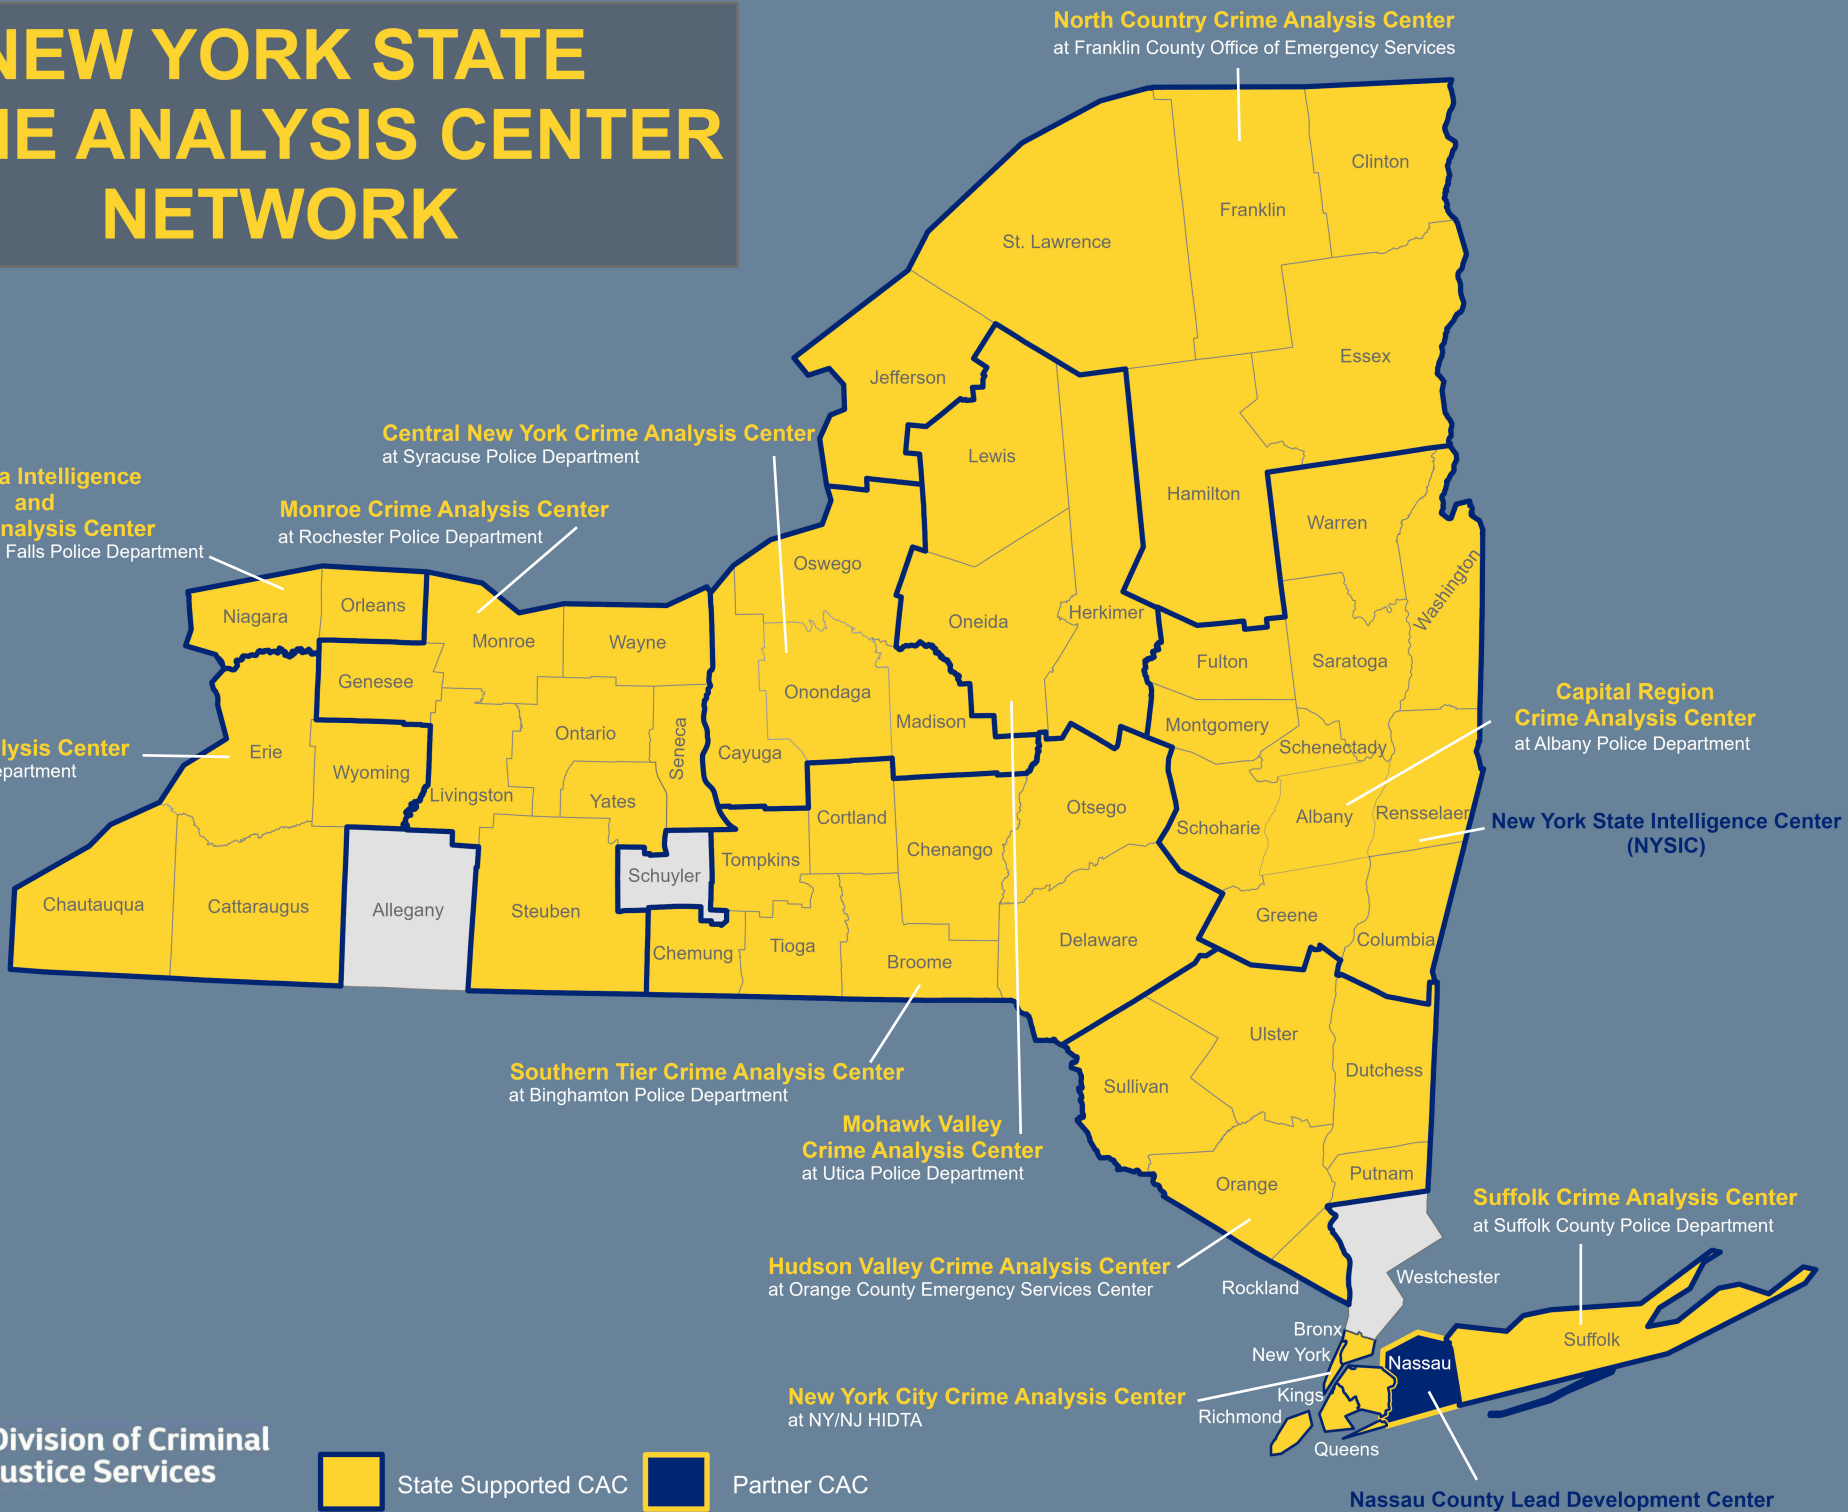 NEW YORK STATE
ANALYSIS CENTER
NETWORK
North Country Crime Analysis Center
at Franklin County Office of Emergency Services
Clinton
Franklin
St. Lawrence
Essex
Jefferson
Central New York Crime Analysis Center
at Syracuse Police Department
Lewis
Hamilton
Intelligence
and
Analysis Center
Falls Police Department
Monroe Crime Analysis Center
at Rochester Police Department
Warren
Washington
Oswego
Niagara
Orleans
Monroe
Wayne
Oneida
Herkimer
Fulton
Saratoga
Genesee
Onondaga
Madison
Montgomery
Capital Region
Crime Analysis Center
at Albany Police Department
Ontario
Seneca
Cayuga
Schenectady
Analysis Center
Department
Erie
Wyoming
Livingston
Yates
Cortland
Otsego
Schoharie
Albany
Rensselaer
New York State Intelligence Center
(NYSIC)
Chenango
Tompkins
Schuyler
Chautauqua
Cattaraugus
Allegany
Steuben
Greene
Columbia
Delaware
Chemung
Tioga
Broome
Ulster
Dutchess
Southern Tier Crime Analysis Center
at Binghamton Police Department
Sullivan
Mohawk Valley
Crime Analysis Center
at Utica Police Department
Orange
Putnam
Suffolk Crime Analysis Center
at Suffolk County Police Department
Hudson Valley Crime Analysis Center
at Orange County Emergency Services Center
Rockland
Westchester
Bronx
New York
Suffolk
Nassau
New York City Crime Analysis Center
at NY/NJ HIDTA
Kings
Richmond
Queens
Division of Criminal
Justice Services
State Supported CAC
Partner CAC
Nassau County Lead Development Center